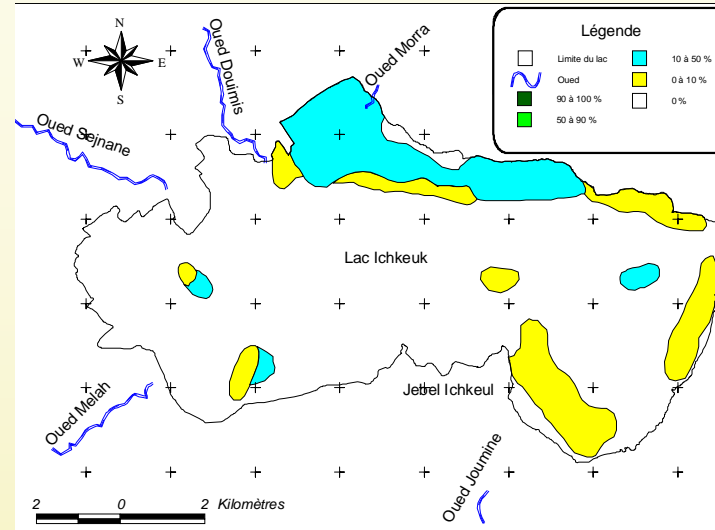 N
W E
S
Légende
Limite du lac
Oued
90 à 100 %
50 à 90 %
10 à 50 %
0 à 10 %
0 %
Oued Sejnane
Oued Douimis
Oued Morra
Lac Ichkeuk
Jebel Ichkeul
Oued Melah
Oued Joumine
2 0 2 Kilomètres